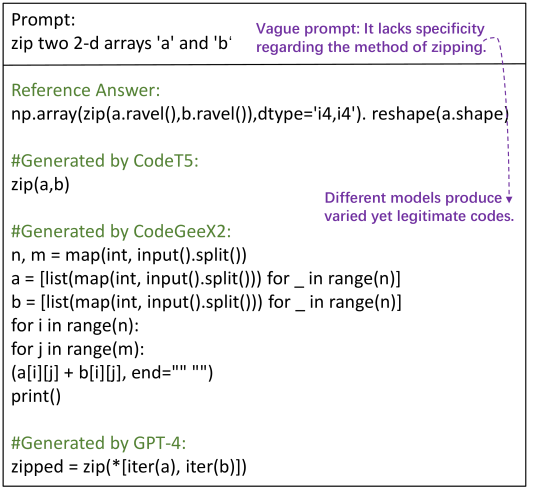 Prompt:
zip two 2-d arrays 'a' and 'b‘
Vague prompt: It lacks specificity
regarding the method of zipping.
Reference Answer:
np.array(zip(a.ravel(),b.ravel()),dtype='i4,i4'). reshape(a.shape)
#Generated by CodeT5:
zip(a,b)
Different models produce
varied yet legitimate codes.
#Generated by CodeGeeX2:
n, m = map(int, input().split())
a = [list(map(int, input().split())) for _ in range(n)]
b = [list(map(int, input().split())) for _ in range(n)]
for i in range(n):
for j in range(m):
(a[i][j] + b[i][j], end="" "")
print()
#Generated by GPT-4:
zipped = zip(*[iter(a), iter(b)])